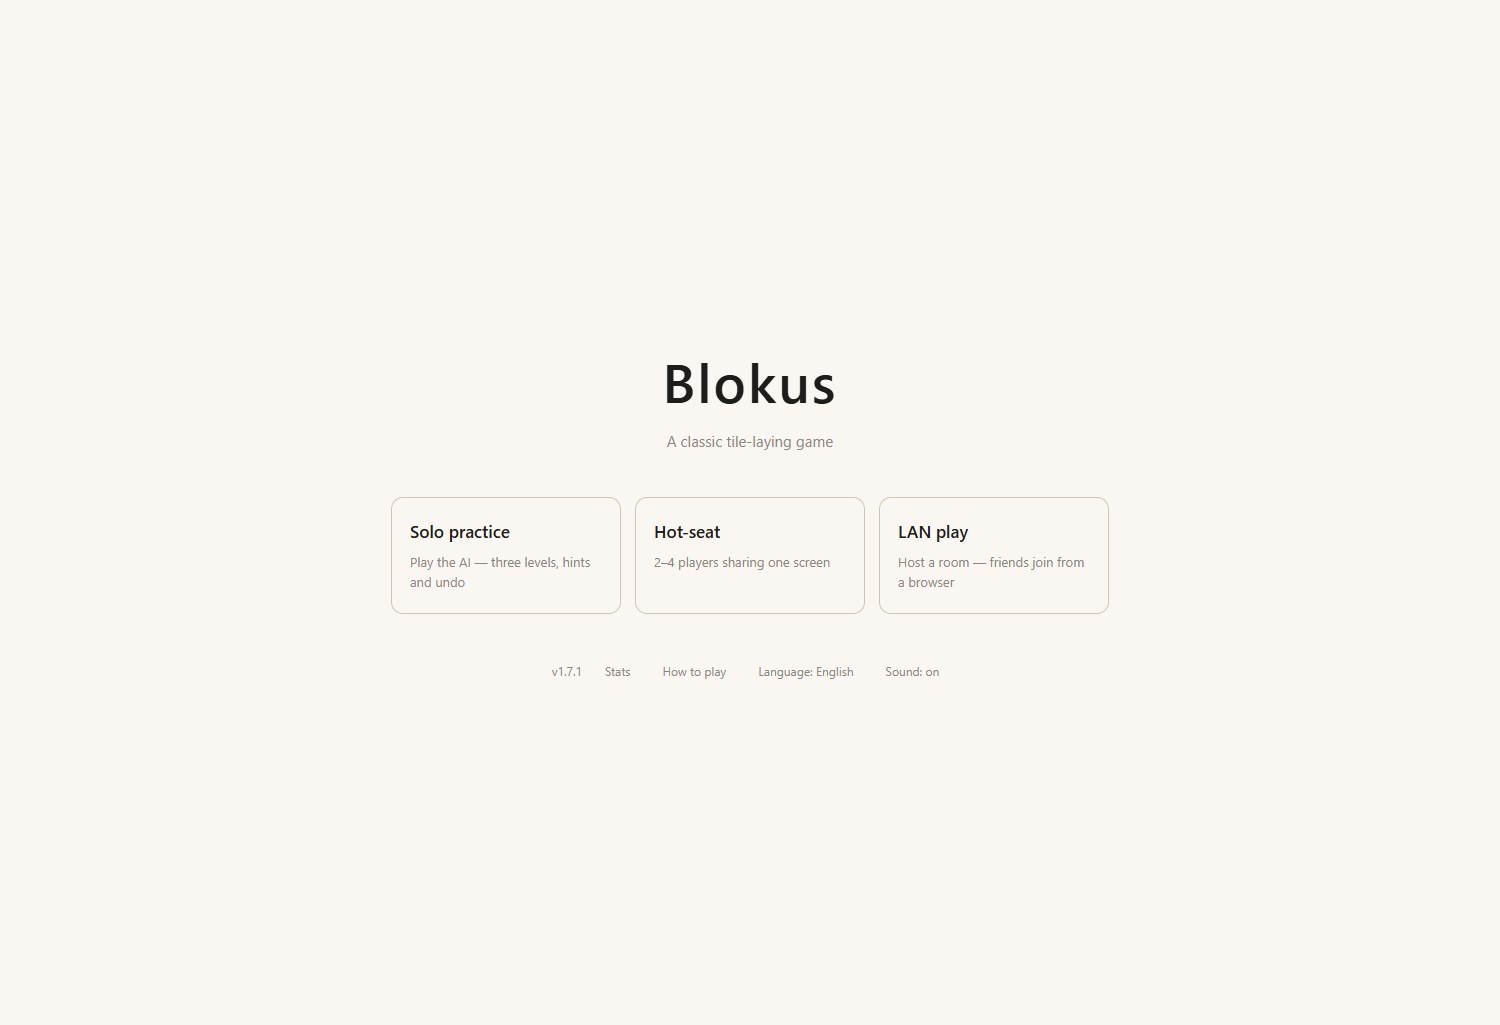 Blokus
A classic tile-laying game
Solo practice
Play the AI — three levels, hints
and undo
Hot-seat
2–4 players sharing one screen
LAN play
Host a room — friends join from
a browser
v1.7.1 Stats How to play Language: English Sound: on